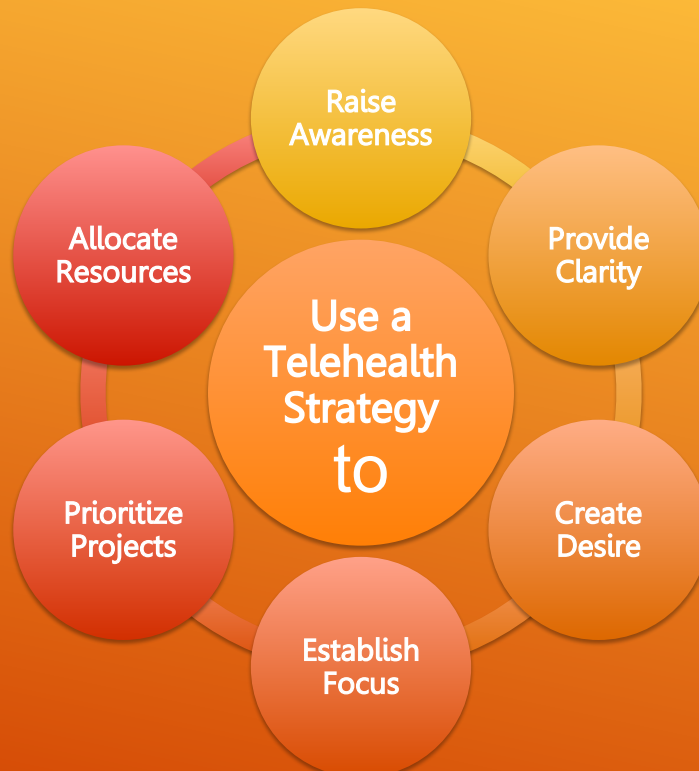 Use a
Telehealth
Strategy
to
Raise
Awareness
Provide
Clarity
Create
Desire
Establish
Focus
Prioritize
Projects
Allocate
Resources